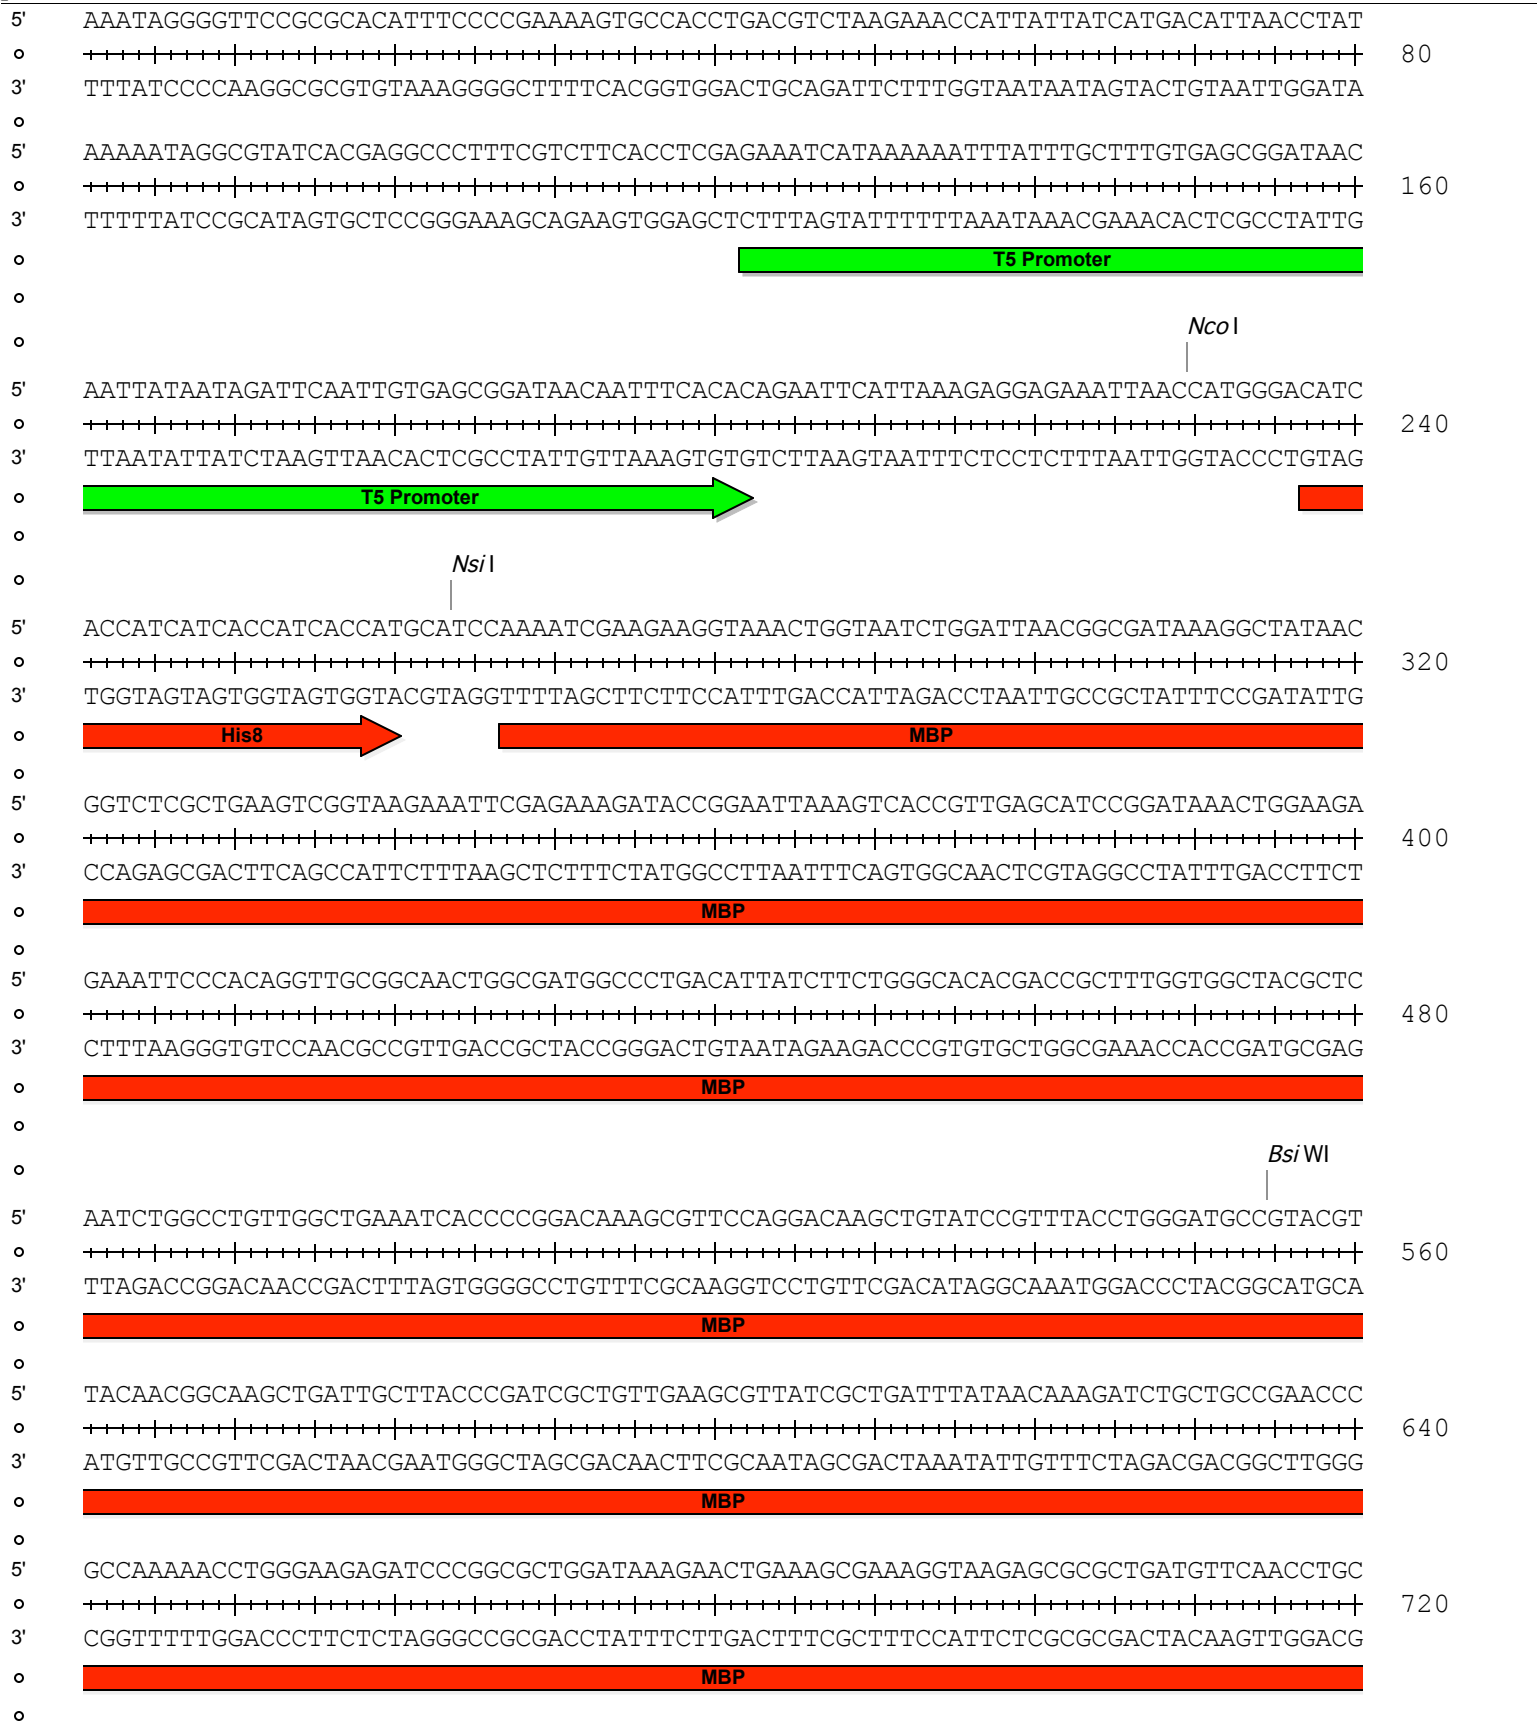 5' AAATAGGGGTTCCGCGCACATTTCCCCGAAAAGTGCCACCTGACGTCTAAGAAACCATTATTATCATGACATTAACCTAT
80
3' TTTATCCCCAAGGCGCGTGTAAAGGGGCTTTTCACGGTGGACTGCAGATTCTTTGGTAATAATAGTACTGTAATTGGATA
5' AAAAATAGGCGTATCACGAGGCCCTTTCGTCTTCACCTCGAGAAATCATAAAAAATTTATTTGCTTTGTGAGCGGATAAC
160
3' TTTTTATCCGCATAGTGCTCCGGGAAAGCAGAAGTGGAGCTCTTTAGTATTTTTTAAATAAACGAAACACTCGCCTATTG
T5 Promoter
Nco I
5' AATTATAATAGATTCAATTGTGAGCGGATAACAATTTCACACAGAATTCATTAAAGAGGAGAAATTAACCATGGGACATC
240
3' TTAATATTATCTAAGTTAACACTCGCCTATTGTTAAAGTGTGTCTTAAGTAATTTCTCCTCTTTAATTGGTACCCTGTAG
T5 Promoter
Nsi I
5' ACCATCATCACCATCACCATGCATCCAAAATCGAAGAAGGTAAACTGGTAATCTGGATTAACGGCGATAAAGGCTATAAC
320
3' TGGTAGTAGTGGTAGTGGTACGTAGGTTTTAGCTTCTTCCATTTGACCATTAGACCTAATTGCCGCTATTTCCGATATTG
His8 MBP
5' GGTCTCGCTGAAGTCGGTAAGAAATTCGAGAAAGATACCGGAATTAAAGTCACCGTTGAGCATCCGGATAAACTGGAAGA
400
3' CCAGAGCGACTTCAGCCATTCTTTAAGCTCTTTCTATGGCCTTAATTTCAGTGGCAACTCGTAGGCCTATTTGACCTTCT
MBP
5' GAAATTCCCACAGGTTGCGGCAACTGGCGATGGCCCTGACATTATCTTCTGGGCACACGACCGCTTTGGTGGCTACGCTC
480
3' CTTTAAGGGTGTCCAACGCCGTTGACCGCTACCGGGACTGTAATAGAAGACCCGTGTGCTGGCGAAACCACCGATGCGAG
MBP
Bsi WI
5' AATCTGGCCTGTTGGCTGAAATCACCCCGGACAAAGCGTTCCAGGACAAGCTGTATCCGTTTACCTGGGATGCCGTACGT
560
3' TTAGACCGGACAACCGACTTTAGTGGGGCCTGTTTCGCAAGGTCCTGTTCGACATAGGCAAATGGACCCTACGGCATGCA
MBP
5' TACAACGGCAAGCTGATTGCTTACCCGATCGCTGTTGAAGCGTTATCGCTGATTTATAACAAAGATCTGCTGCCGAACCC
640
3' ATGTTGCCGTTCGACTAACGAATGGGCTAGCGACAACTTCGCAATAGCGACTAAATATTGTTTCTAGACGACGGCTTGGG
MBP
5' GCCAAAAACCTGGGAAGAGATCCCGGCGCTGGATAAAGAACTGAAAGCGAAAGGTAAGAGCGCGCTGATGTTCAACCTGC
720
3' CGGTTTTTGGACCCTTCTCTAGGGCCGCGACCTATTTCTTGACTTTCGCTTTCCATTCTCGCGCGACTACAAGTTGGACG
MBP